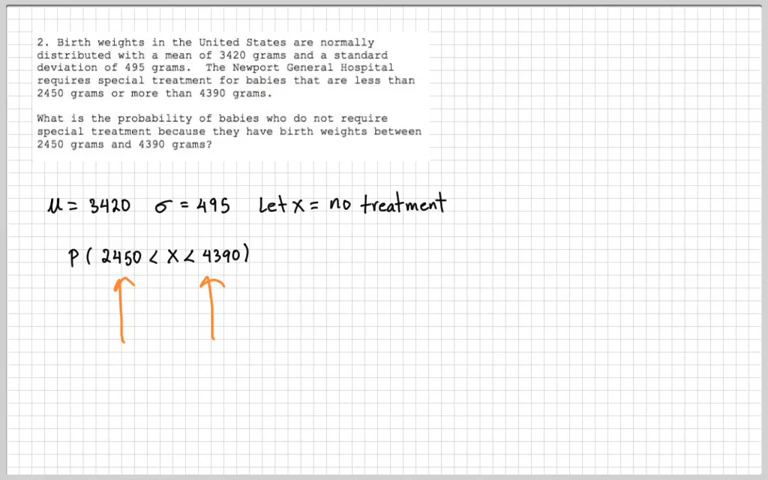 2. Birth weights in the United States are normally
distributed with a mean of 3420 grams and a standard
deviation of 495 grams. The Newport General Hospital
requires special treatment for babies that are less than
2450 grams or more than 4390 grams.
What is the probability of babies who do not require
special treatment because they have birth weights between
2450 grams and 4390 grams?
μ = 3420 σ = 495 Let X = no treatment
P( 2450 < X < 4390)